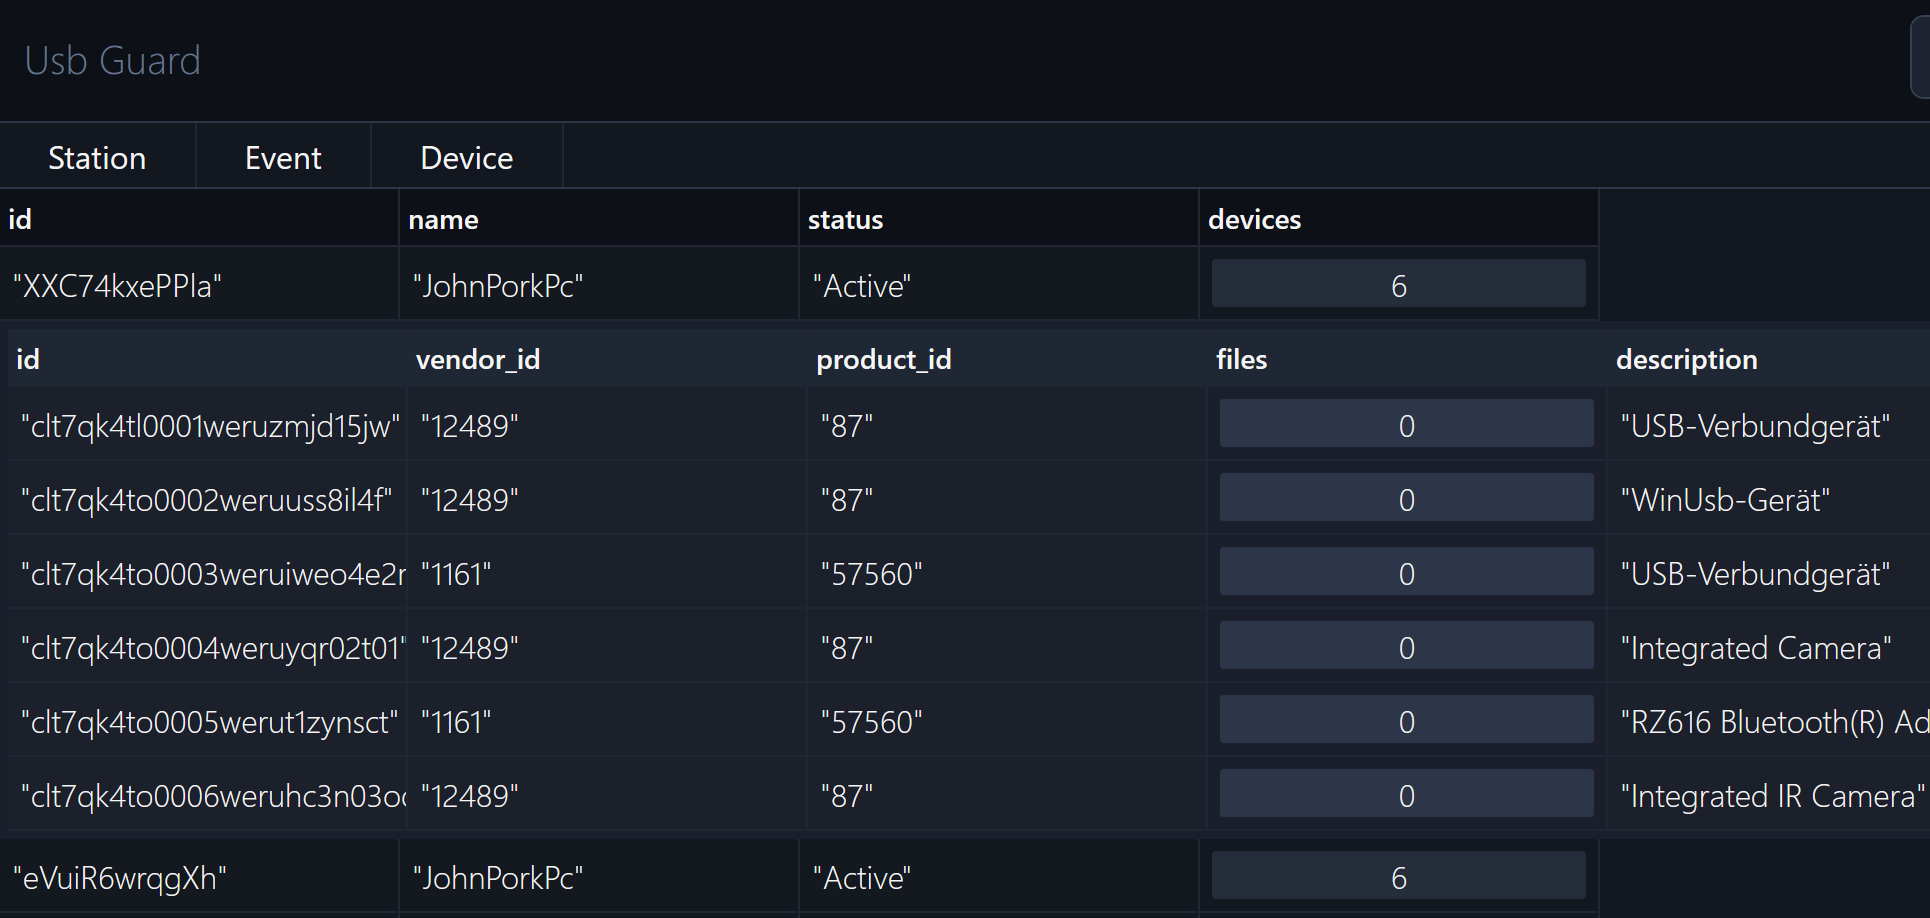 Usb Guard
Station Event Device
id name status devices
"XXC74kxePPla" "JohnPorkPc" "Active" 6
id vendor_id product_id files description
"clt7qk4tl0001weruzmjd15jw" "12489" "87" 0 "USB-Verbundgerät"
"clt7qk4to0002weruuss8il4f" "12489" "87" 0 "WinUsb-Gerät"
"clt7qk4to0003weruiweo4e2r "1161" "57560" 0 "USB-Verbundgerät"
"clt7qk4to0004weruyqr02t01" "12489" "87" 0 "Integrated Camera"
"clt7qk4to0005werut1zynsct" "1161" "57560" 0 "RZ616 Bluetooth(R) Ad
"clt7qk4to0006weruhc3n03oc "12489" "87" 0 "Integrated IR Camera"
"eVuiR6wrqgXh" "JohnPorkPc" "Active" 6